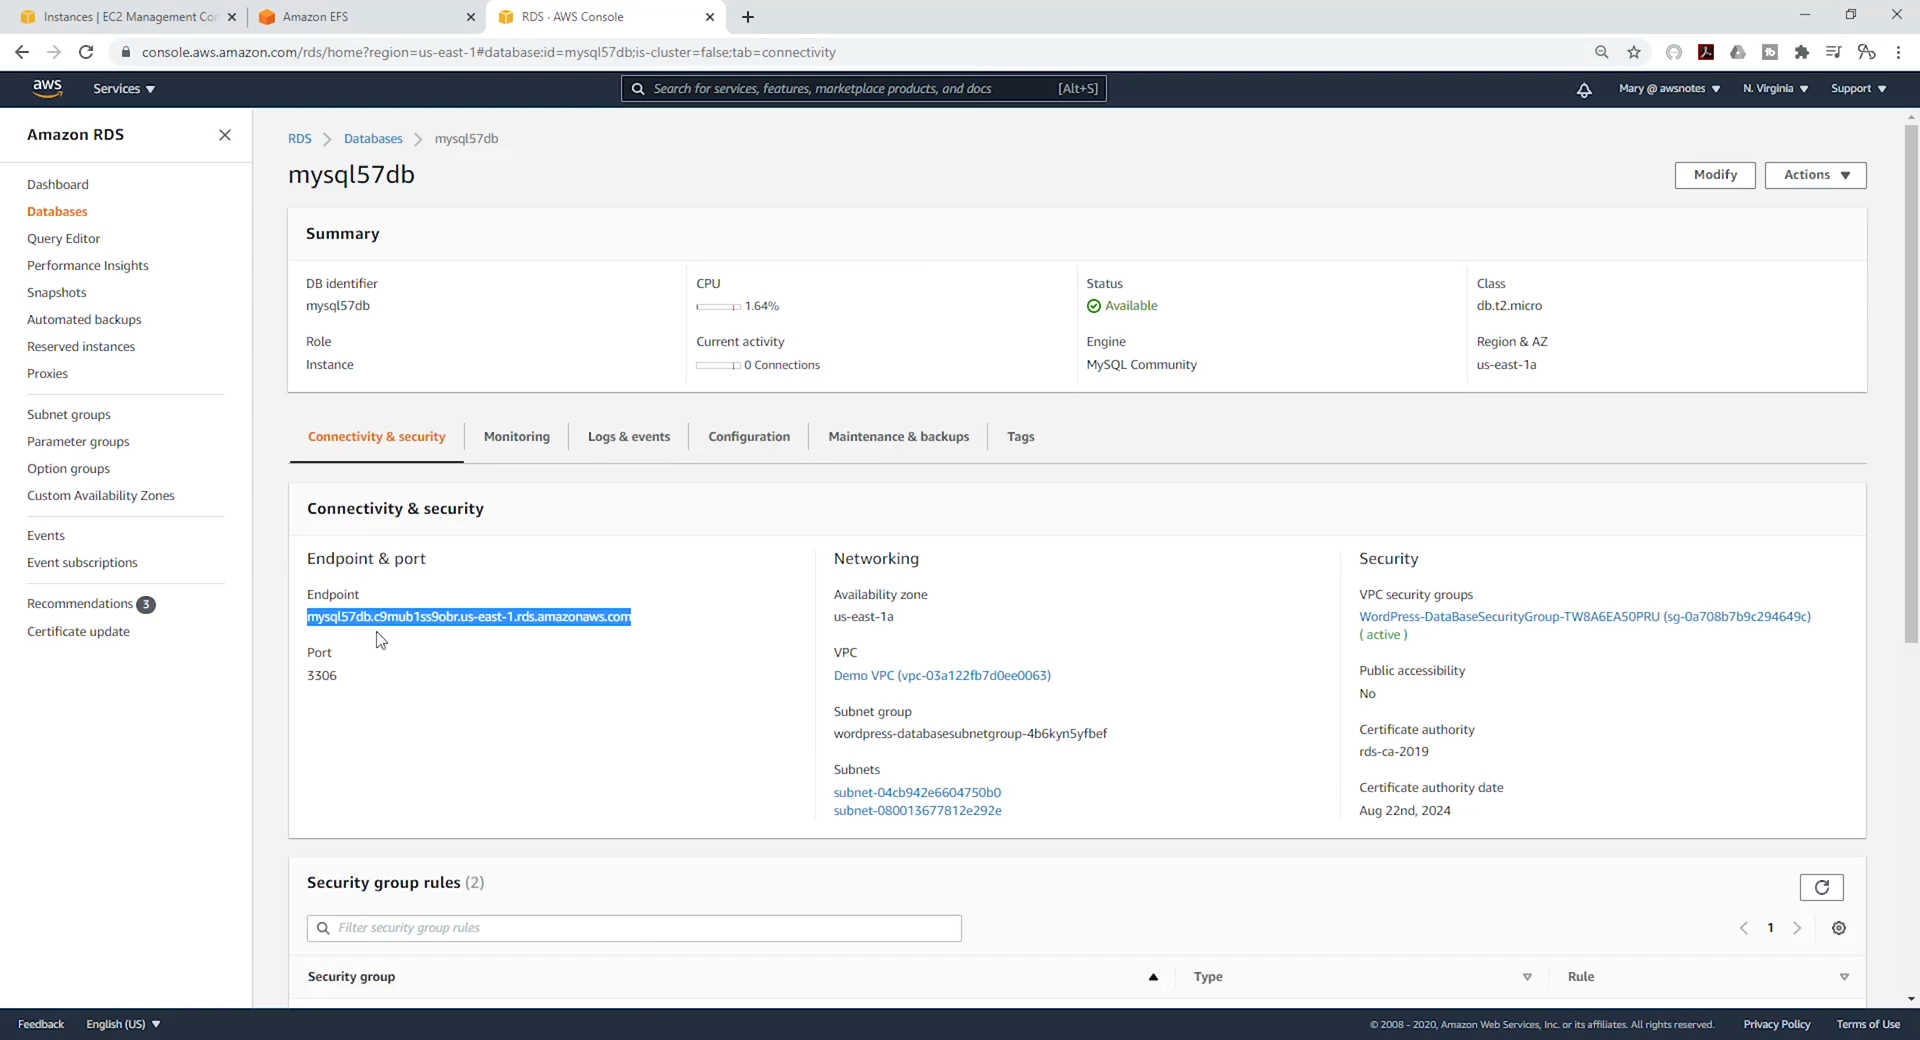 Instances | EC2 Management Co
Amazon EFS
RDS · AWS Console
console.aws.amazon.com/rds/home?region=us-east-1#database:id=mysql57db;is-cluster=false;tab=connectivity
aws
Services
Search for services, features, marketplace products, and docs
[Alt+S]
Mary @ awsnotes
N. Virginia
Support
Amazon RDS
Dashboard
Databases
Query Editor
Performance Insights
Snapshots
Automated backups
Reserved instances
Proxies
Subnet groups
Parameter groups
Option groups
Custom Availability Zones
Events
Event subscriptions
Recommendations 3
Certificate update
RDS
Databases
mysql57db
mysql57db
Modify
Actions
Summary
DB identifier
mysql57db
CPU
1.64%
Status
Available
Class
db.t2.micro
Role
Instance
Current activity
0 Connections
Engine
MySQL Community
Region & AZ
us-east-1a
Connectivity & security
Monitoring
Logs & events
Configuration
Maintenance & backups
Tags
Connectivity & security
Endpoint & port
Endpoint
mysql57db.c9mub1ss9obr.us-east-1.rds.amazonaws.com
Port
3306
Networking
Availability zone
us-east-1a
VPC
Demo VPC (vpc-03a122fb7d0ee0063)
Subnet group
wordpress-databasesubnetgroup-4b6kyn5yfbef
Subnets
subnet-04cb942e6604750b0
subnet-080013677812e292e
Security
VPC security groups
WordPress-DataBaseSecurityGroup-TW8A6EA50PRU (sg-0a708b7b9c294649c)
( active )
Public accessibility
No
Certificate authority
rds-ca-2019
Certificate authority date
Aug 22nd, 2024
Security group rules (2)
Filter security group rules
1
Security group
Type
Rule
Feedback
English (US)
© 2008 - 2020, Amazon Web Services, Inc. or its affiliates. All rights reserved.
Privacy Policy
Terms of Use